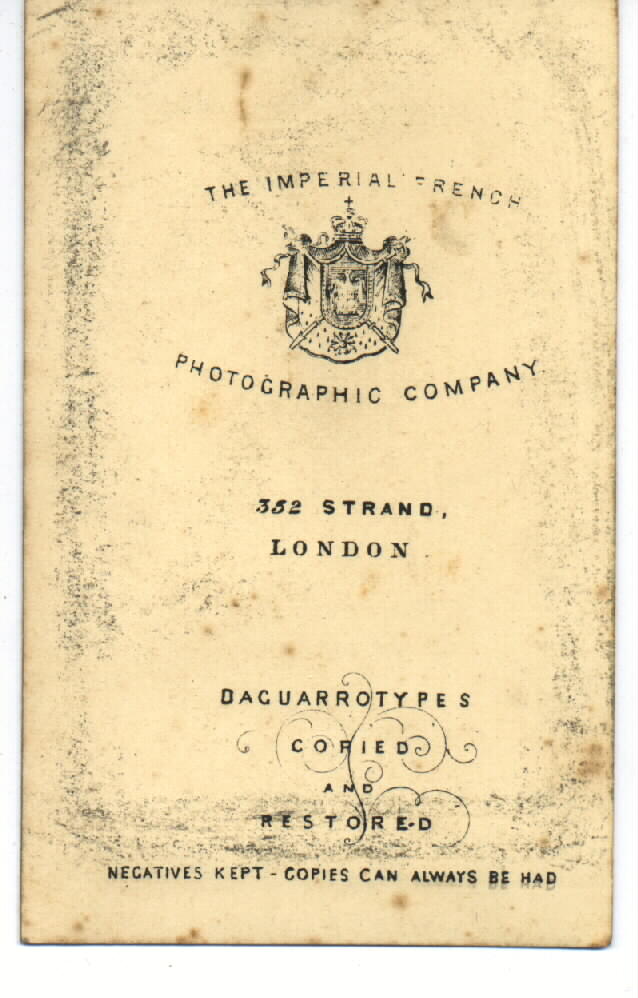 THE IMPERIAL FRENCH
PHOTOGRAPHIC COMPANY
352 STRAND,
LONDON
DAGUARROTYPES
COPIED
AND
RESTORED
NEGATIVES KEPT - COPIES CAN ALWAYS BE HAD